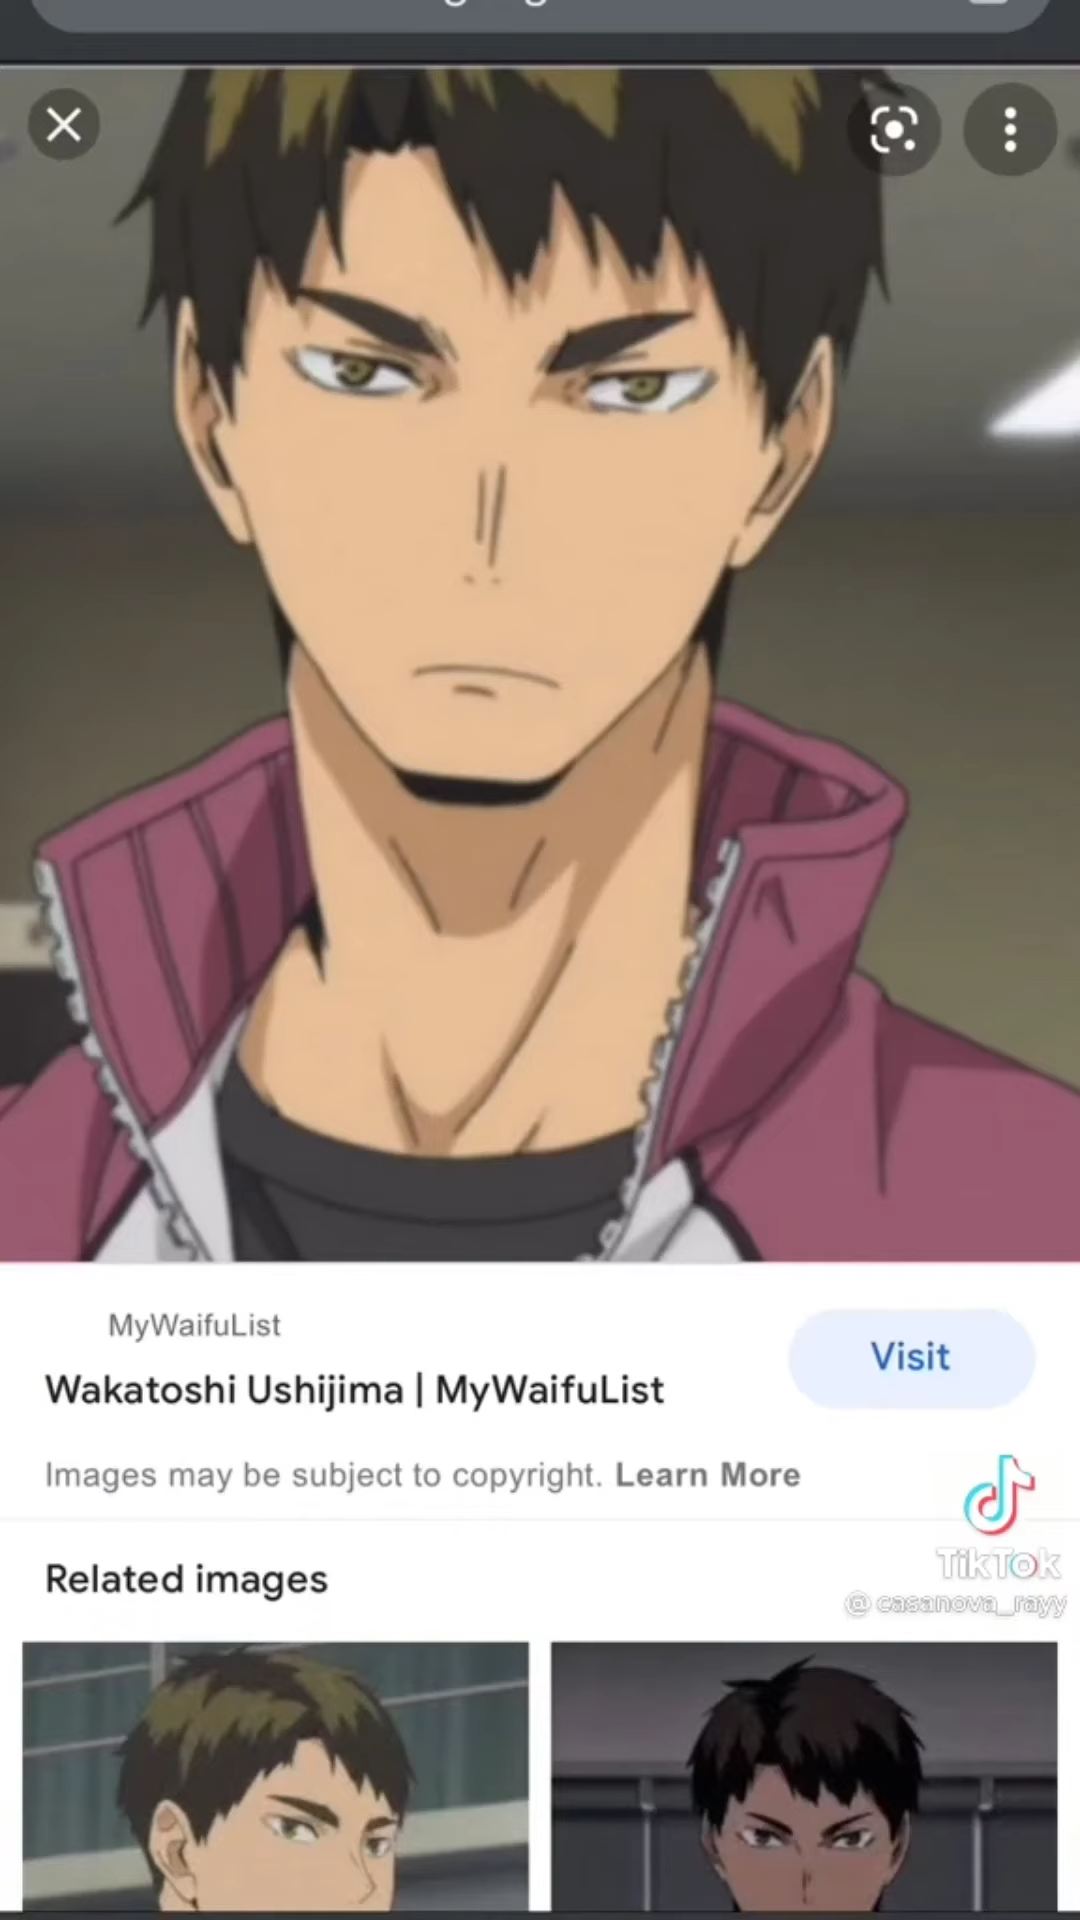 MyWaifuList
Wakatoshi Ushijima | MyWaifuList
Visit
Images may be subject to copyright. Learn More
TikTok
@casanova_rayy
Related images